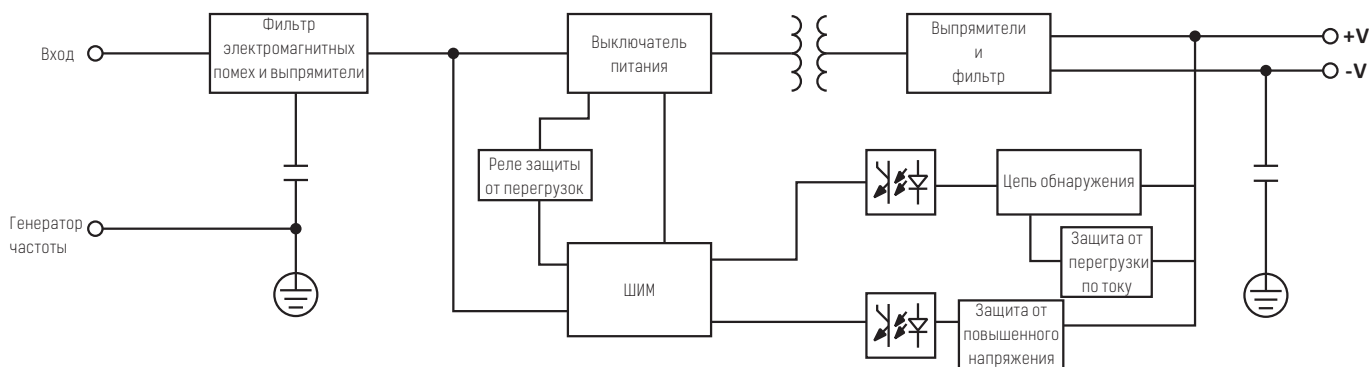 Вход
Фильтр
электромагнитных
помех и выпрямители
Выключатель
питания
Выпрямители
и
фильтр
+V
-V
Реле защиты
от перегрузок
Цепь обнаружения
Генератор
частоты
Защита от
перегрузки
по току
ШИМ
Защита от
повышенного
напряжения